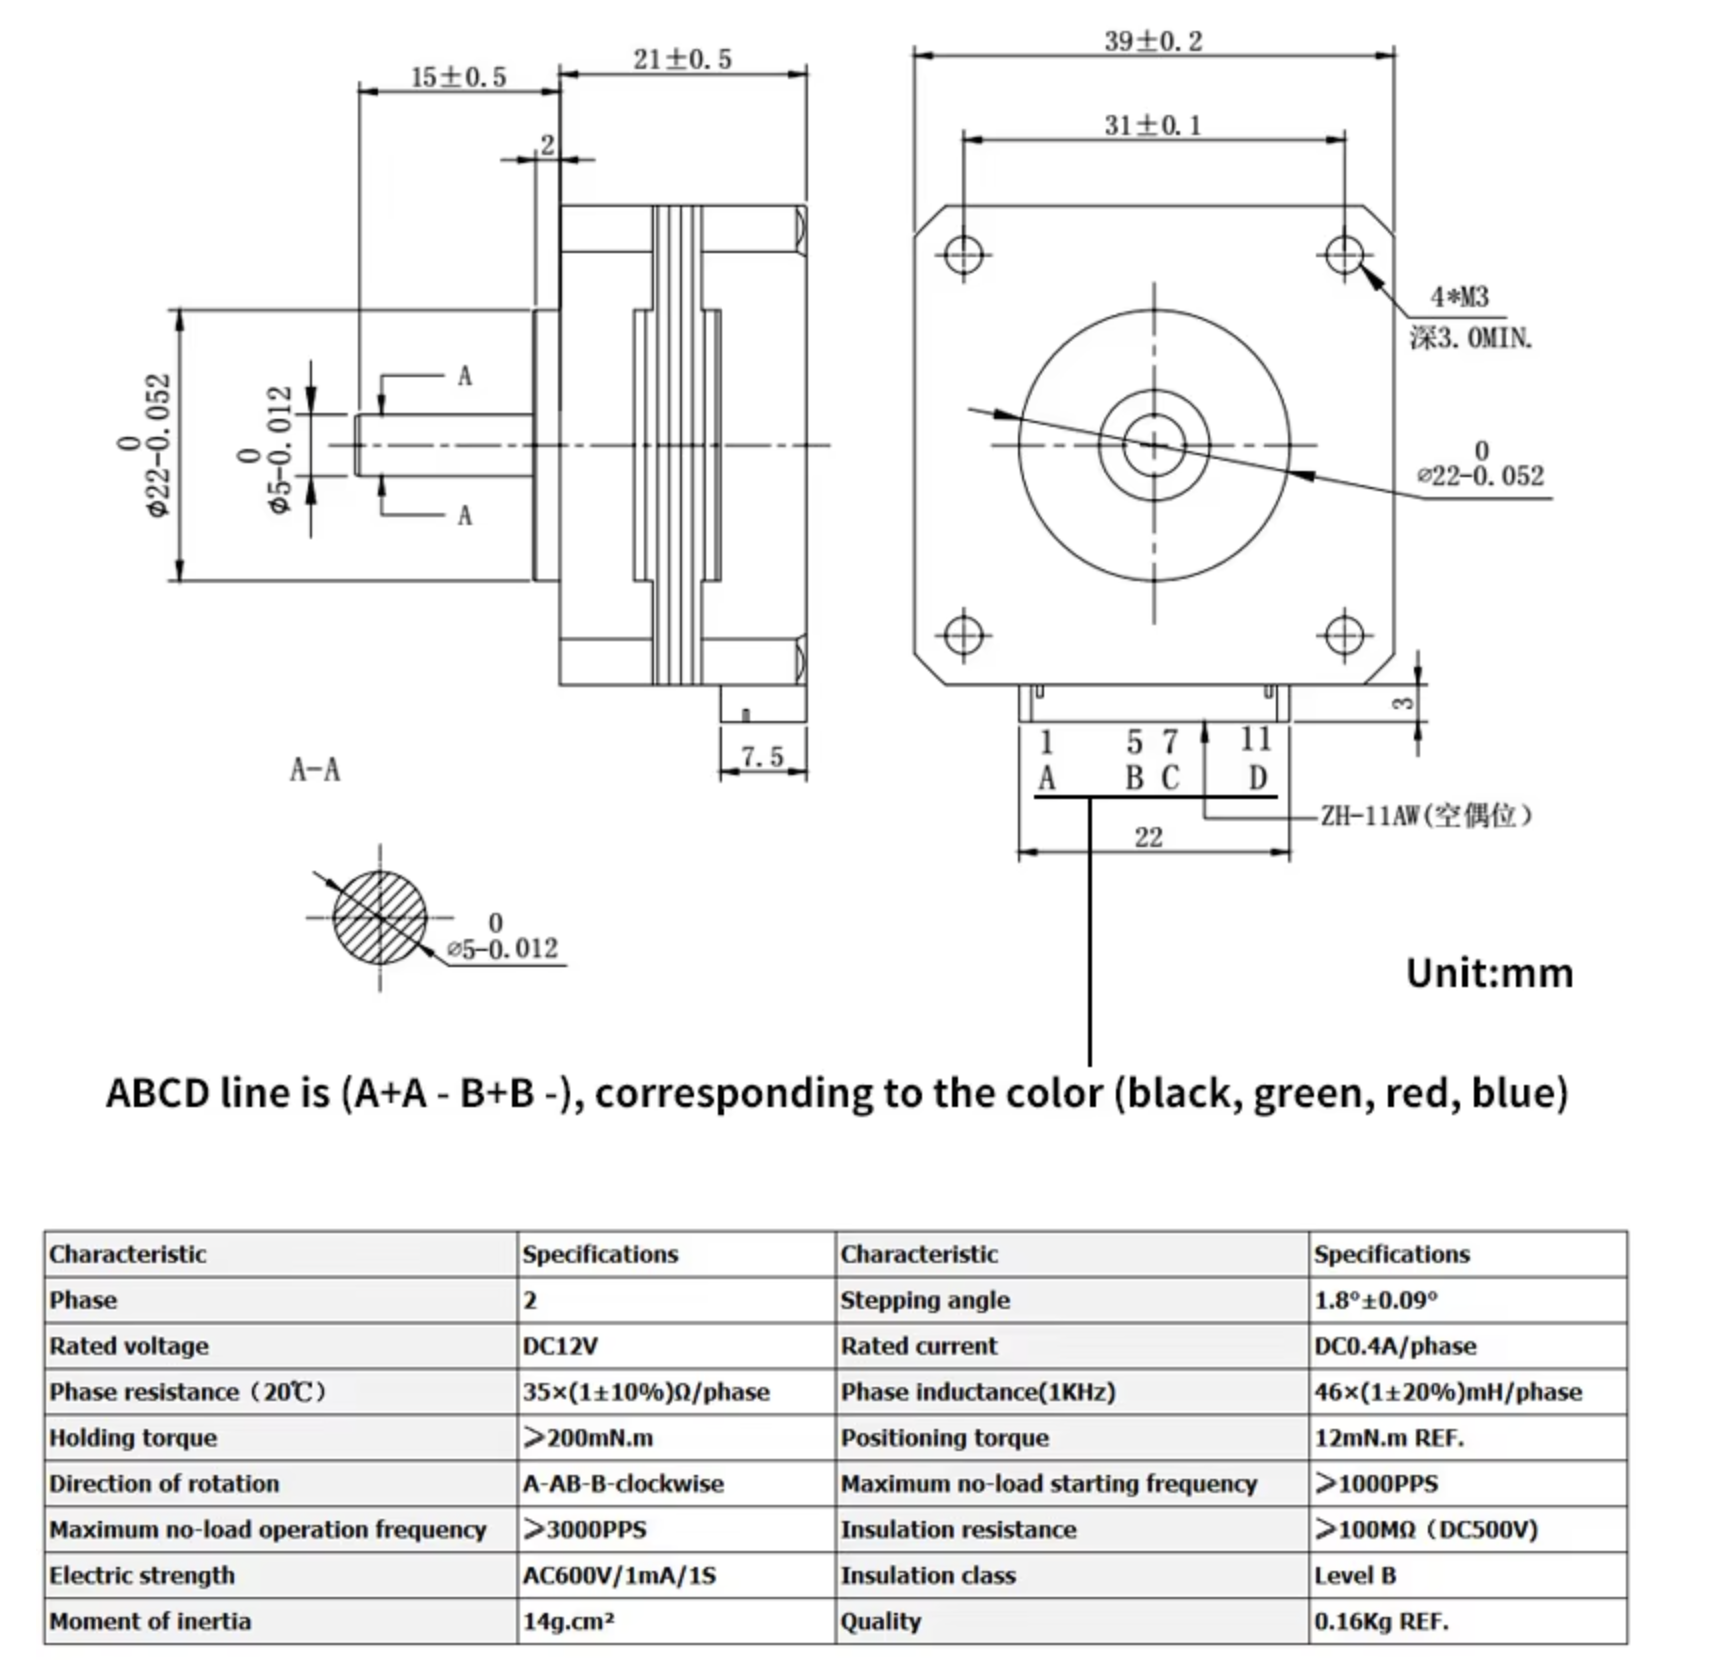 15±0.5
21±0.5
2
0
ϕ22-0.052
0
ϕ5-0.012
A
A
7.5
39±0.2
31±0.1
4*M3
深3.0MIN.
0
⌀22-0.052
3
1 5 7 11
A B C D
ZH-11AW(空偶位)
22
A-A
0
⌀5-0.012
Unit:mm
ABCD line is (A+A - B+B -), corresponding to the color (black, green, red, blue)
Characteristic Specifications Characteristic Specifications
Phase 2 Stepping angle 1.8°±0.09°
Rated voltage DC12V Rated current DC0.4A/phase
Phase resistance（20℃） 35×(1±10%)Ω/phase Phase inductance(1KHz) 46×(1±20%)mH/phase
Holding torque ≥200mN.m Positioning torque 12mN.m REF.
Direction of rotation A-AB-B-clockwise Maximum no-load starting frequency ≥1000PPS
Maximum no-load operation frequency ≥3000PPS Insulation resistance ≥100MΩ（DC500V)
Electric strength AC600V/1mA/1S Insulation class Level B
Moment of inertia 14g.cm² Quality 0.16Kg REF.